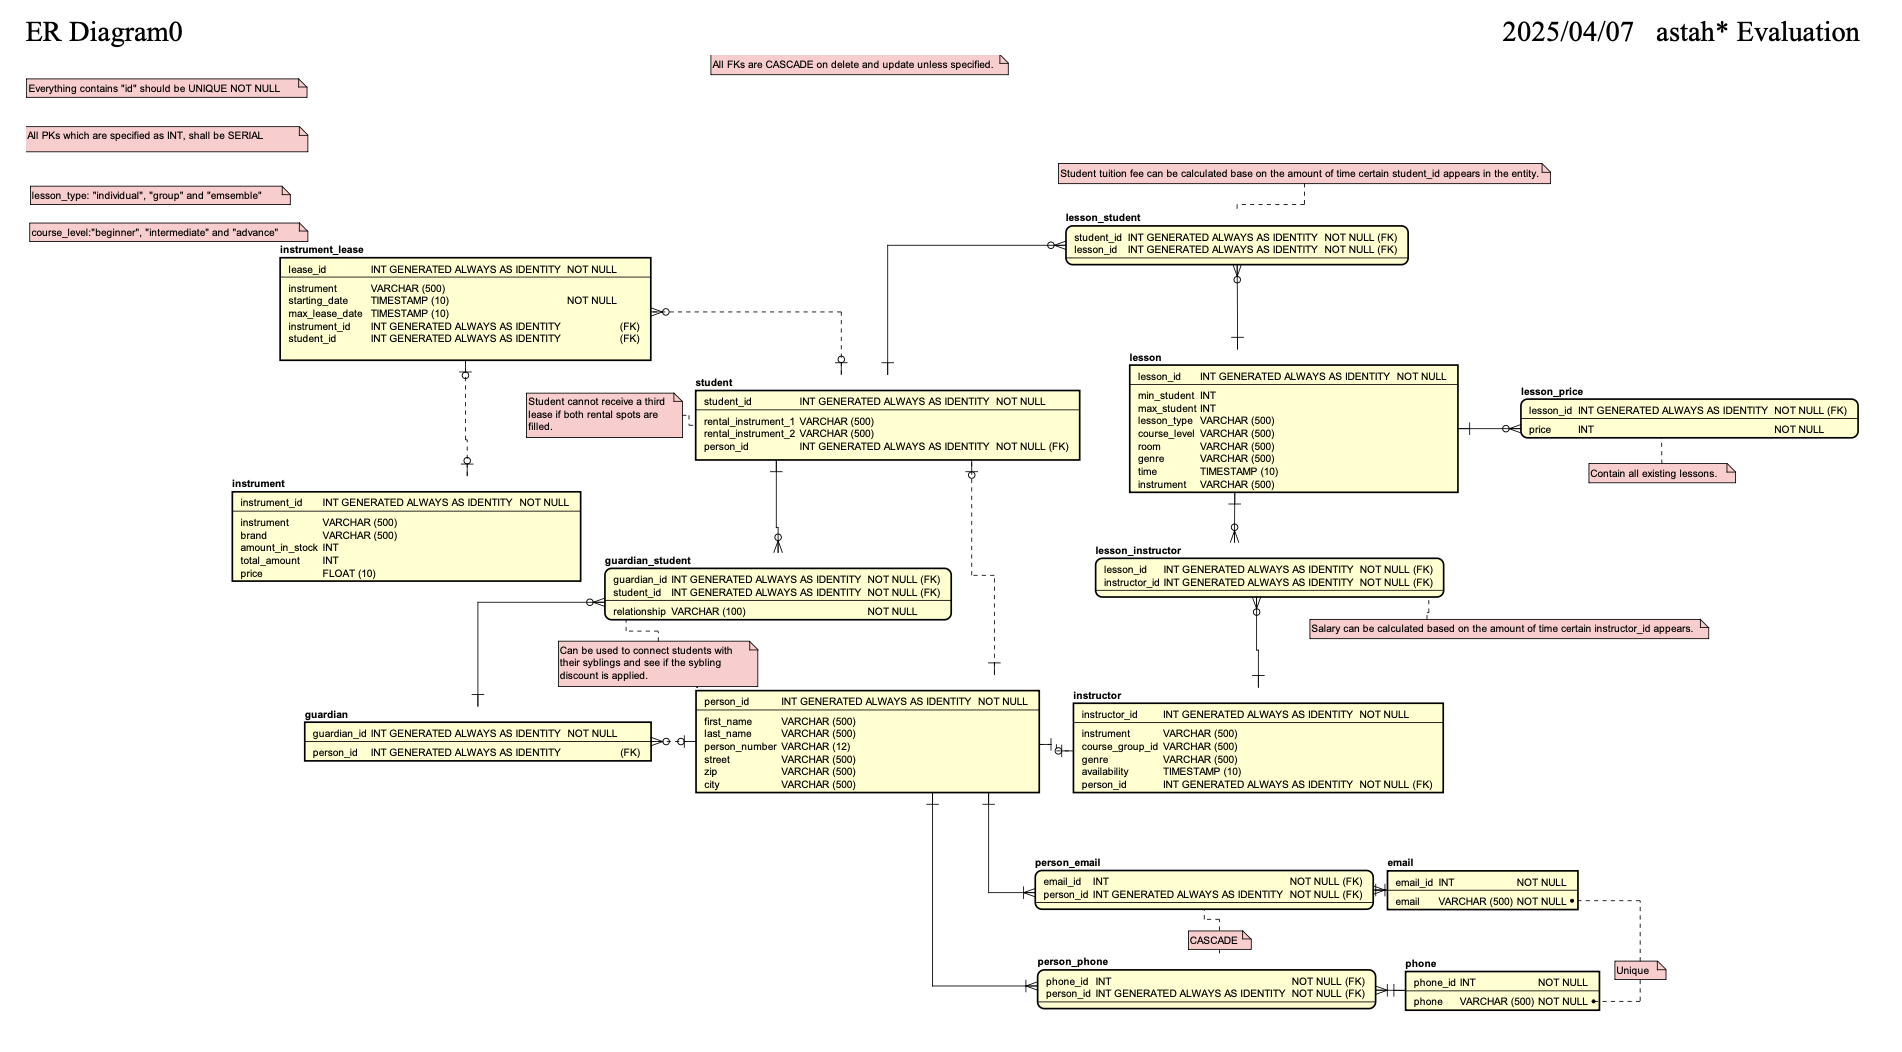 ER Diagram0
2025/04/07 astah* Evaluation
All FKs are CASCADE on delete and update unless specified.
Everything contains "id" should be UNIQUE NOT NULL
All PKs which are specified as INT, shall be SERIAL
lesson_type: "individual", "group" and "emsemble"
course_level:"beginner", "intermediate" and "advance"
Student tuition fee can be calculated base on the amount of time certain student_id appears in the entity.
lesson_student
student_id INT GENERATED ALWAYS AS IDENTITY NOT NULL (FK)
lesson_id INT GENERATED ALWAYS AS IDENTITY NOT NULL (FK)
instrument_lease
lease_id INT GENERATED ALWAYS AS IDENTITY NOT NULL
instrument VARCHAR (500)
starting_date TIMESTAMP (10) NOT NULL
max_lease_date TIMESTAMP (10)
instrument_id INT GENERATED ALWAYS AS IDENTITY (FK)
student_id INT GENERATED ALWAYS AS IDENTITY (FK)
lesson
lesson_id INT GENERATED ALWAYS AS IDENTITY NOT NULL
min_student INT
max_student INT
lesson_type VARCHAR (500)
course_level VARCHAR (500)
room VARCHAR (500)
genre VARCHAR (500)
time TIMESTAMP (10)
instrument VARCHAR (500)
lesson_price
lesson_id INT GENERATED ALWAYS AS IDENTITY NOT NULL (FK)
price INT NOT NULL
Contain all existing lessons.
student
student_id INT GENERATED ALWAYS AS IDENTITY NOT NULL
rental_instrument_1 VARCHAR (500)
rental_instrument_2 VARCHAR (500)
person_id INT GENERATED ALWAYS AS IDENTITY NOT NULL (FK)
Student cannot receive a third
lease if both rental spots are
filled.
instrument
instrument_id INT GENERATED ALWAYS AS IDENTITY NOT NULL
instrument VARCHAR (500)
brand VARCHAR (500)
amount_in_stock INT
total_amount INT
price FLOAT (10)
guardian_student
guardian_id INT GENERATED ALWAYS AS IDENTITY NOT NULL (FK)
student_id INT GENERATED ALWAYS AS IDENTITY NOT NULL (FK)
relationship VARCHAR (100) NOT NULL
Can be used to connect students with
their syblings and see if the sybling
discount is applied.
lesson_instructor
lesson_id INT GENERATED ALWAYS AS IDENTITY NOT NULL (FK)
instructor_id INT GENERATED ALWAYS AS IDENTITY NOT NULL (FK)
Salary can be calculated based on the amount of time certain instructor_id appears.
guardian
guardian_id INT GENERATED ALWAYS AS IDENTITY NOT NULL
person_id INT GENERATED ALWAYS AS IDENTITY (FK)
person_id INT GENERATED ALWAYS AS IDENTITY NOT NULL
first_name VARCHAR (500)
last_name VARCHAR (500)
person_number VARCHAR (12)
street VARCHAR (500)
zip VARCHAR (500)
city VARCHAR (500)
instructor
instructor_id INT GENERATED ALWAYS AS IDENTITY NOT NULL
instrument VARCHAR (500)
course_group_id VARCHAR (500)
genre VARCHAR (500)
availability TIMESTAMP (10)
person_id INT GENERATED ALWAYS AS IDENTITY NOT NULL (FK)
person_email
email_id INT NOT NULL (FK)
person_id INT GENERATED ALWAYS AS IDENTITY NOT NULL (FK)
email
email_id INT NOT NULL
email VARCHAR (500) NOT NULL
CASCADE
person_phone
phone_id INT NOT NULL (FK)
person_id INT GENERATED ALWAYS AS IDENTITY NOT NULL (FK)
phone
phone_id INT NOT NULL
phone VARCHAR (500) NOT NULL
Unique